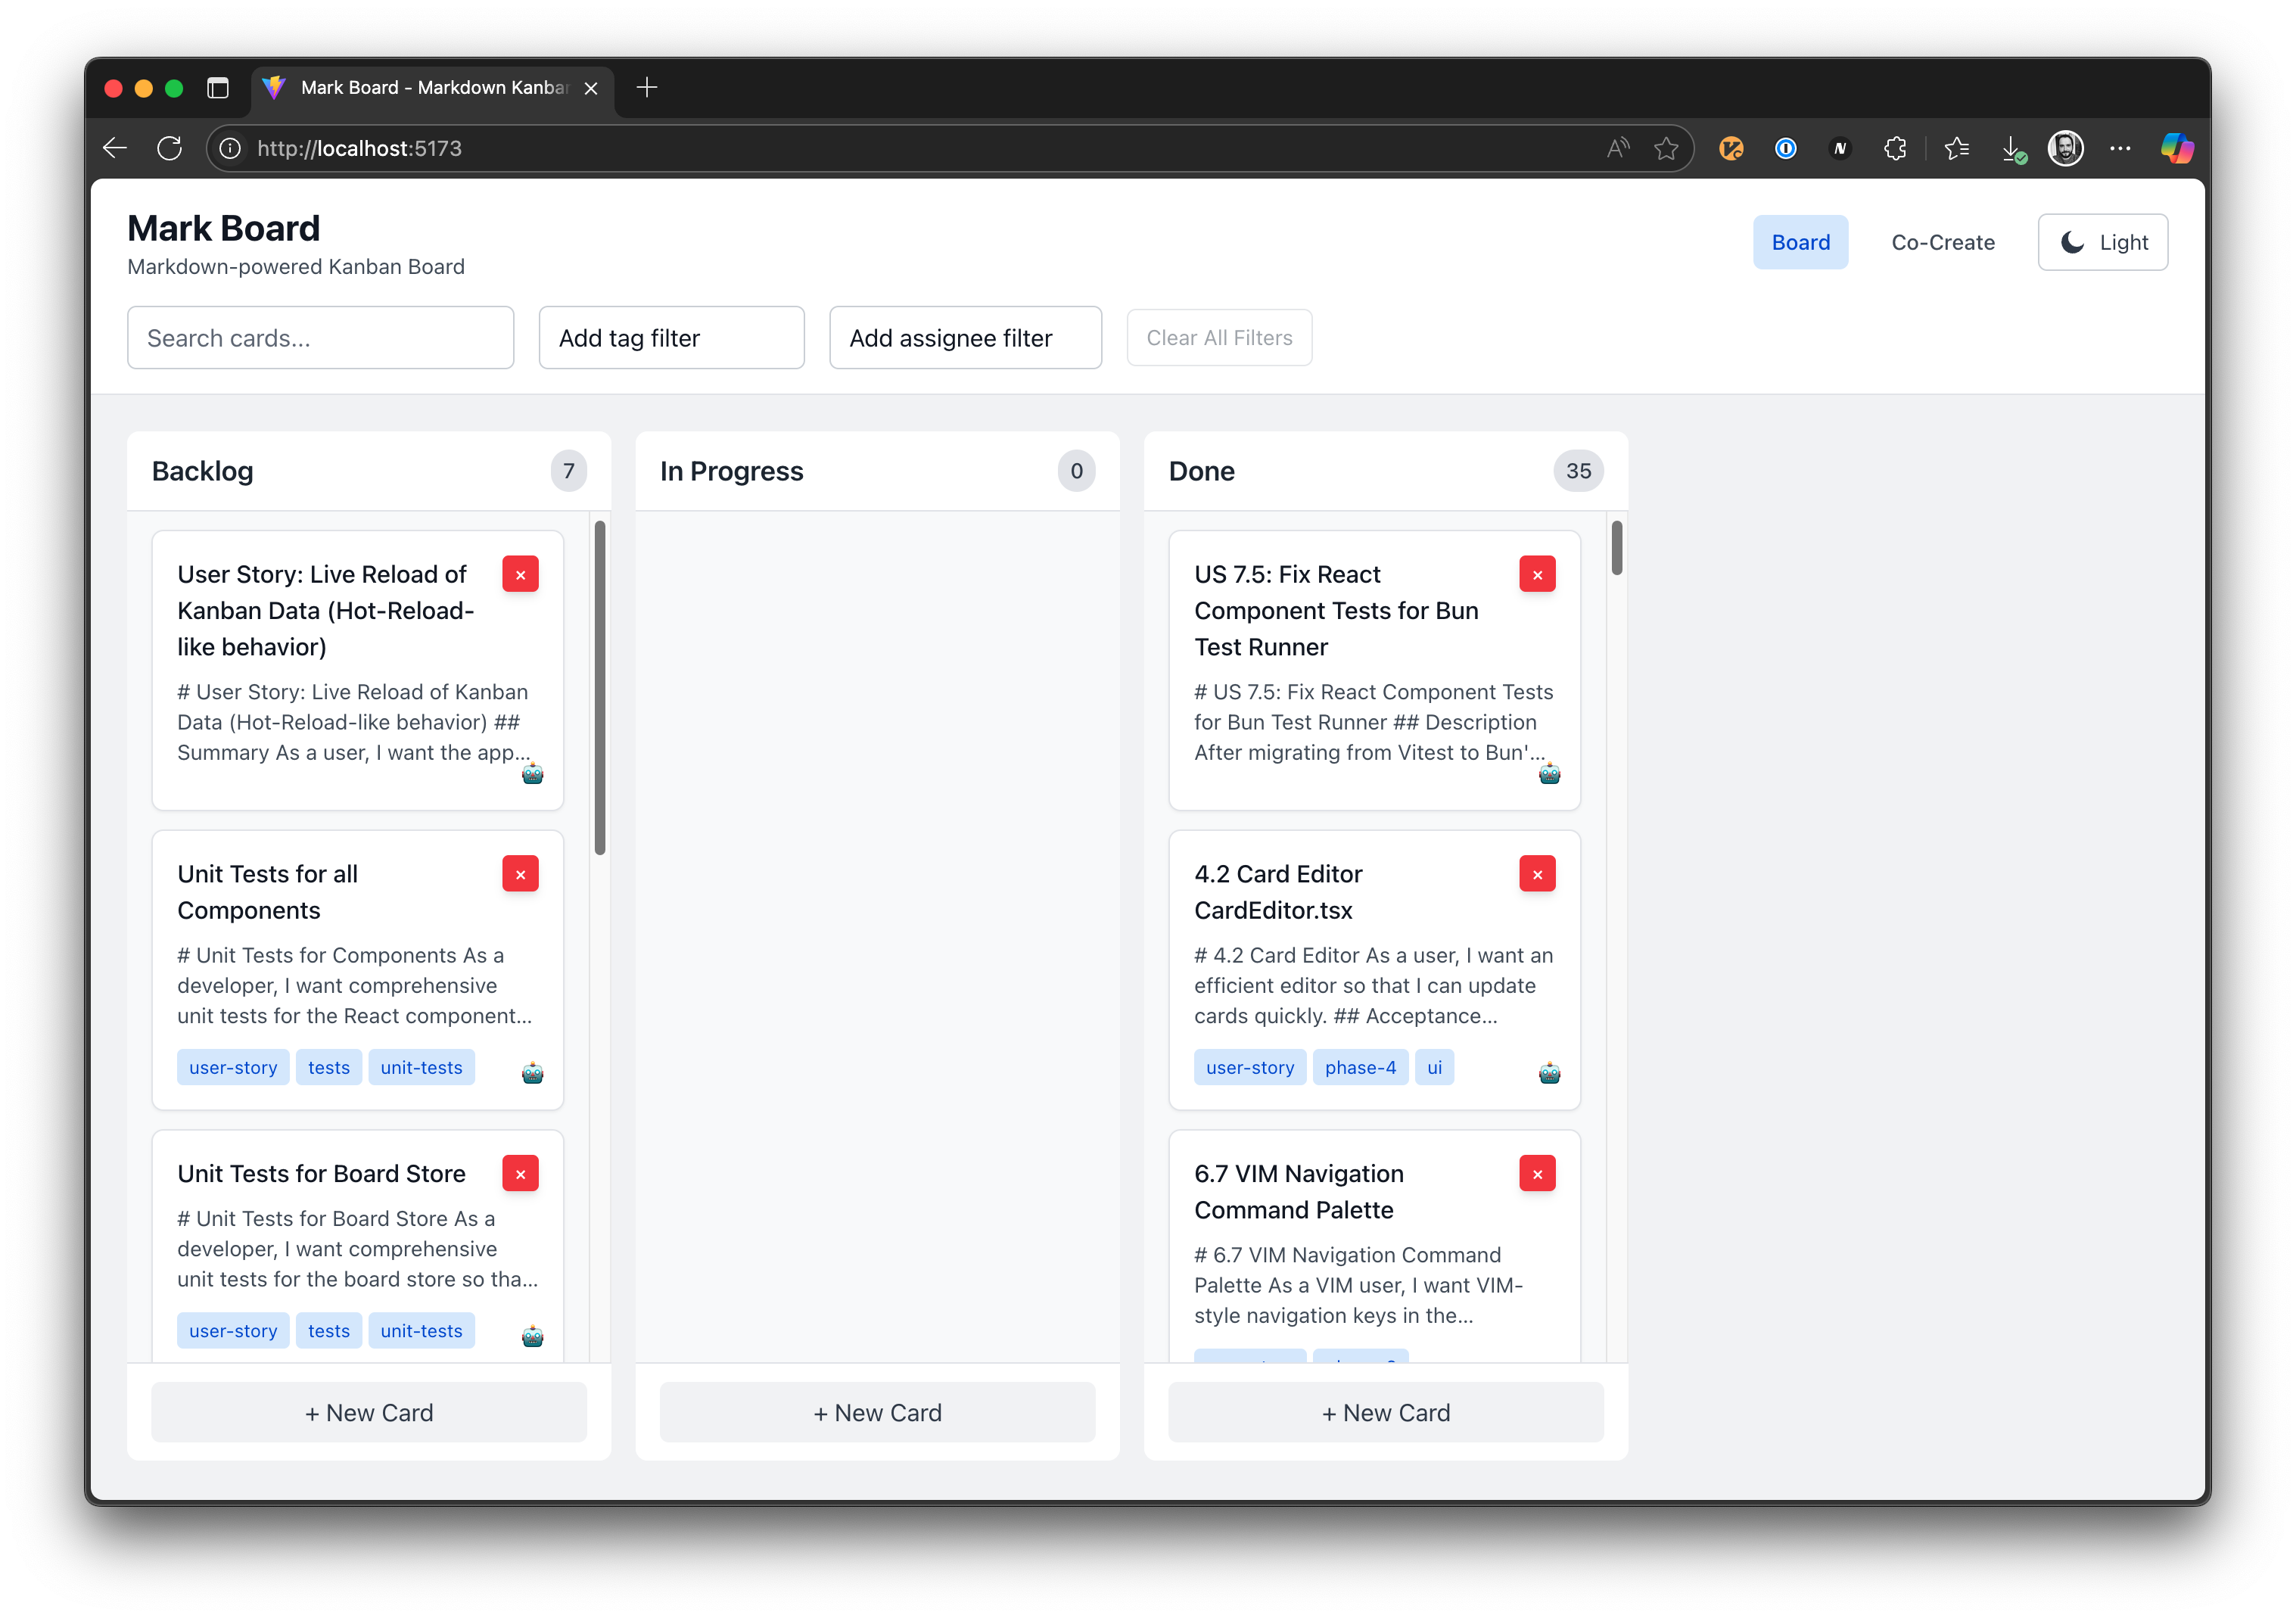 Mark Board - Markdown Kanban
http://localhost:5173
Mark Board
Markdown-powered Kanban Board
Board
Co-Create
Light
Search cards...
Add tag filter
Add assignee filter
Clear All Filters
Backlog
7
User Story: Live Reload of
Kanban Data (Hot-Reload-
like behavior)
# User Story: Live Reload of Kanban
Data (Hot-Reload-like behavior) ##
Summary As a user, I want the app...
Unit Tests for all
Components
# Unit Tests for Components As a
developer, I want comprehensive
unit tests for the React component...
user-story
tests
unit-tests
Unit Tests for Board Store
# Unit Tests for Board Store As a
developer, I want comprehensive
unit tests for the board store so tha...
user-story
tests
unit-tests
+ New Card
In Progress
0
+ New Card
Done
35
US 7.5: Fix React
Component Tests for Bun
Test Runner
# US 7.5: Fix React Component Tests
for Bun Test Runner ## Description
After migrating from Vitest to Bun'...
4.2 Card Editor
CardEditor.tsx
# 4.2 Card Editor As a user, I want an
efficient editor so that I can update
cards quickly. ## Acceptance...
user-story
phase-4
ui
6.7 VIM Navigation
Command Palette
# 6.7 VIM Navigation Command
Palette As a VIM user, I want VIM-
style navigation keys in the...
+ New Card